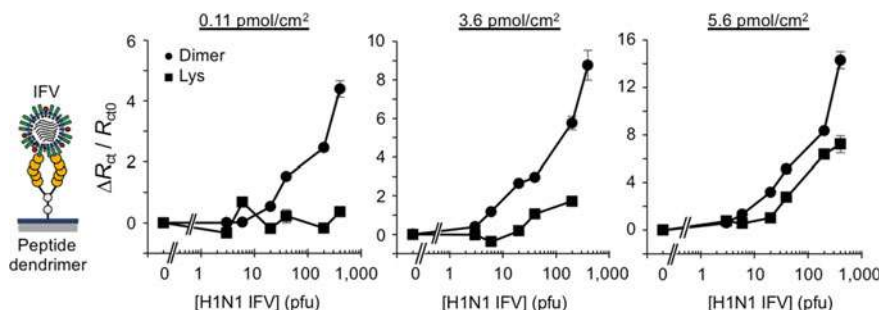 0.11 pmol/cm²
3.6 pmol/cm²
5.6 pmol/cm²
IFV
Peptide
dendrimer
ΔRct / Rct0
6
4
2
0
Dimer
Lys
0 1 10 100 1,000
[H1N1 IFV] (pfu)
10
8
6
4
2
0
0 1 10 100 1,000
[H1N1 IFV] (pfu)
16
12
8
4
0
0 1 10 100 1,000
[H1N1 IFV] (pfu)